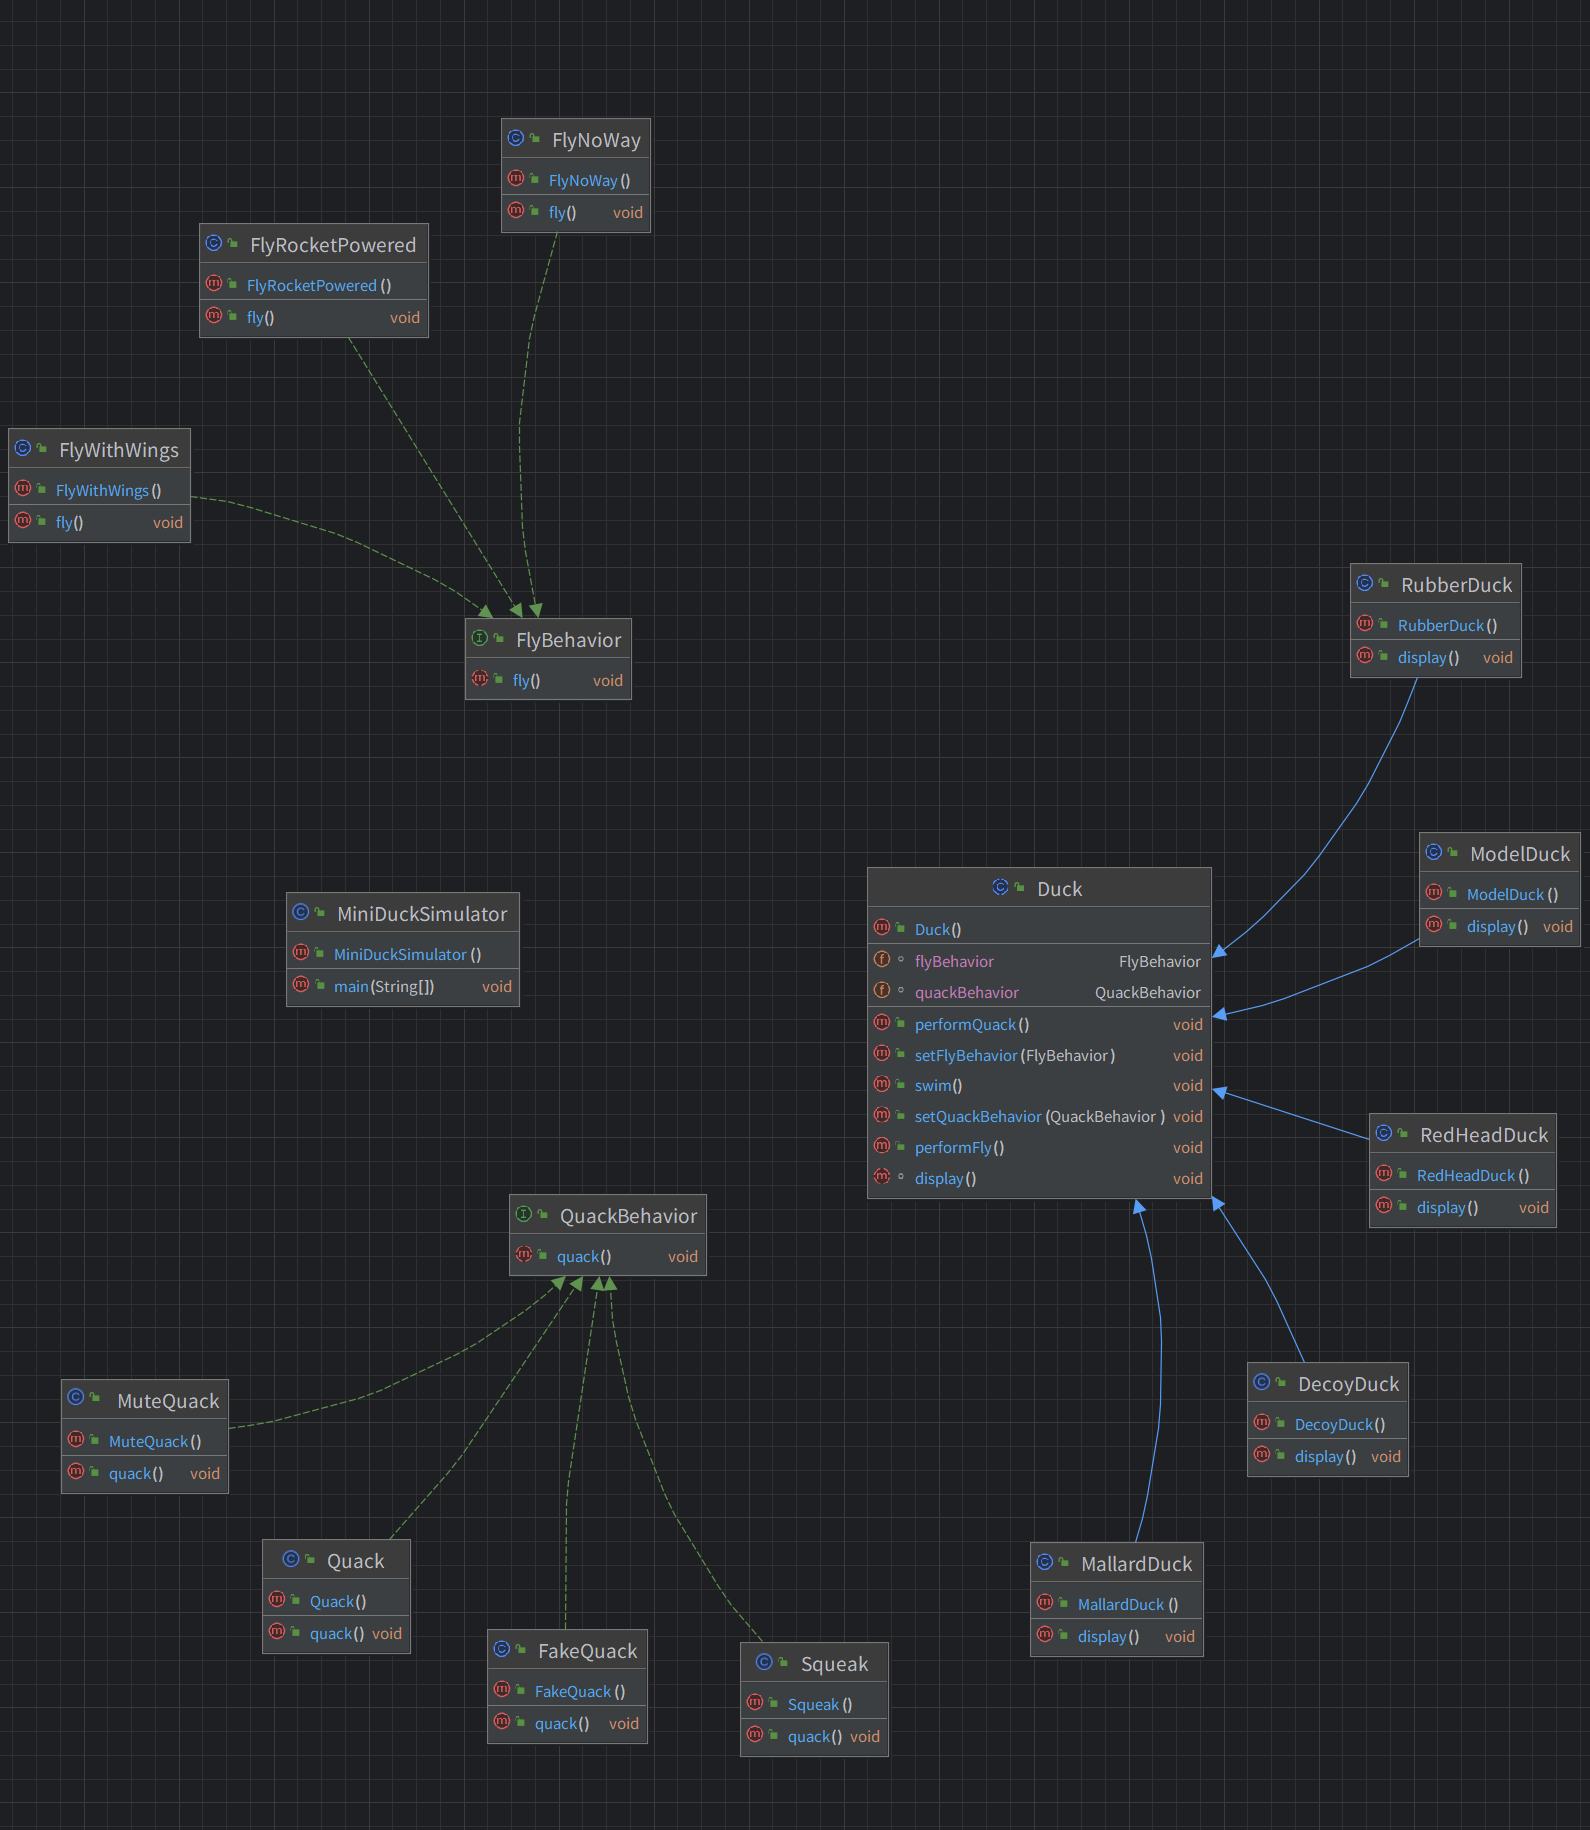 FlyNoWay
FlyNoWay()
fly() void
FlyRocketPowered
FlyRocketPowered()
fly() void
FlyWithWings
FlyWithWings()
fly() void
FlyBehavior
fly() void
RubberDuck
RubberDuck()
display() void
ModelDuck
ModelDuck()
display() void
Duck
Duck()
flyBehavior FlyBehavior
quackBehavior QuackBehavior
performQuack() void
setFlyBehavior(FlyBehavior) void
swim() void
setQuackBehavior(QuackBehavior) void
performFly() void
display() void
MiniDuckSimulator
MiniDuckSimulator()
main(String[]) void
RedHeadDuck
RedHeadDuck()
display() void
QuackBehavior
quack() void
DecoyDuck
DecoyDuck()
display() void
MuteQuack
MuteQuack()
quack() void
Quack
Quack()
quack() void
MallardDuck
MallardDuck()
display() void
FakeQuack
FakeQuack()
quack() void
Squeak
Squeak()
quack() void